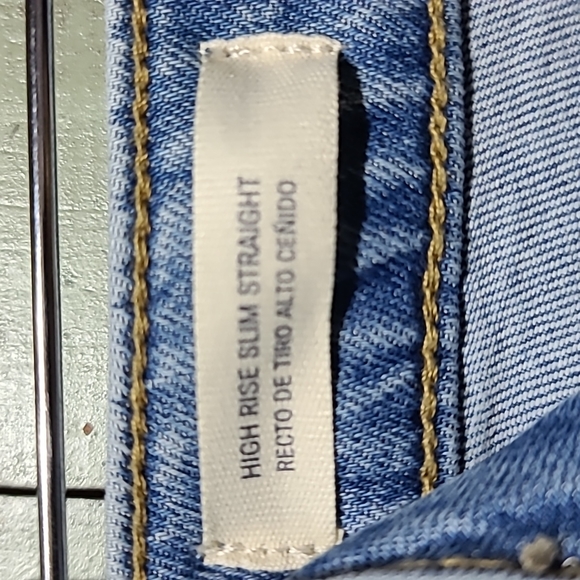 HIGH RISE SLIM STRAIGHT
RECTO DE TIRO ALTO CEÑIDO